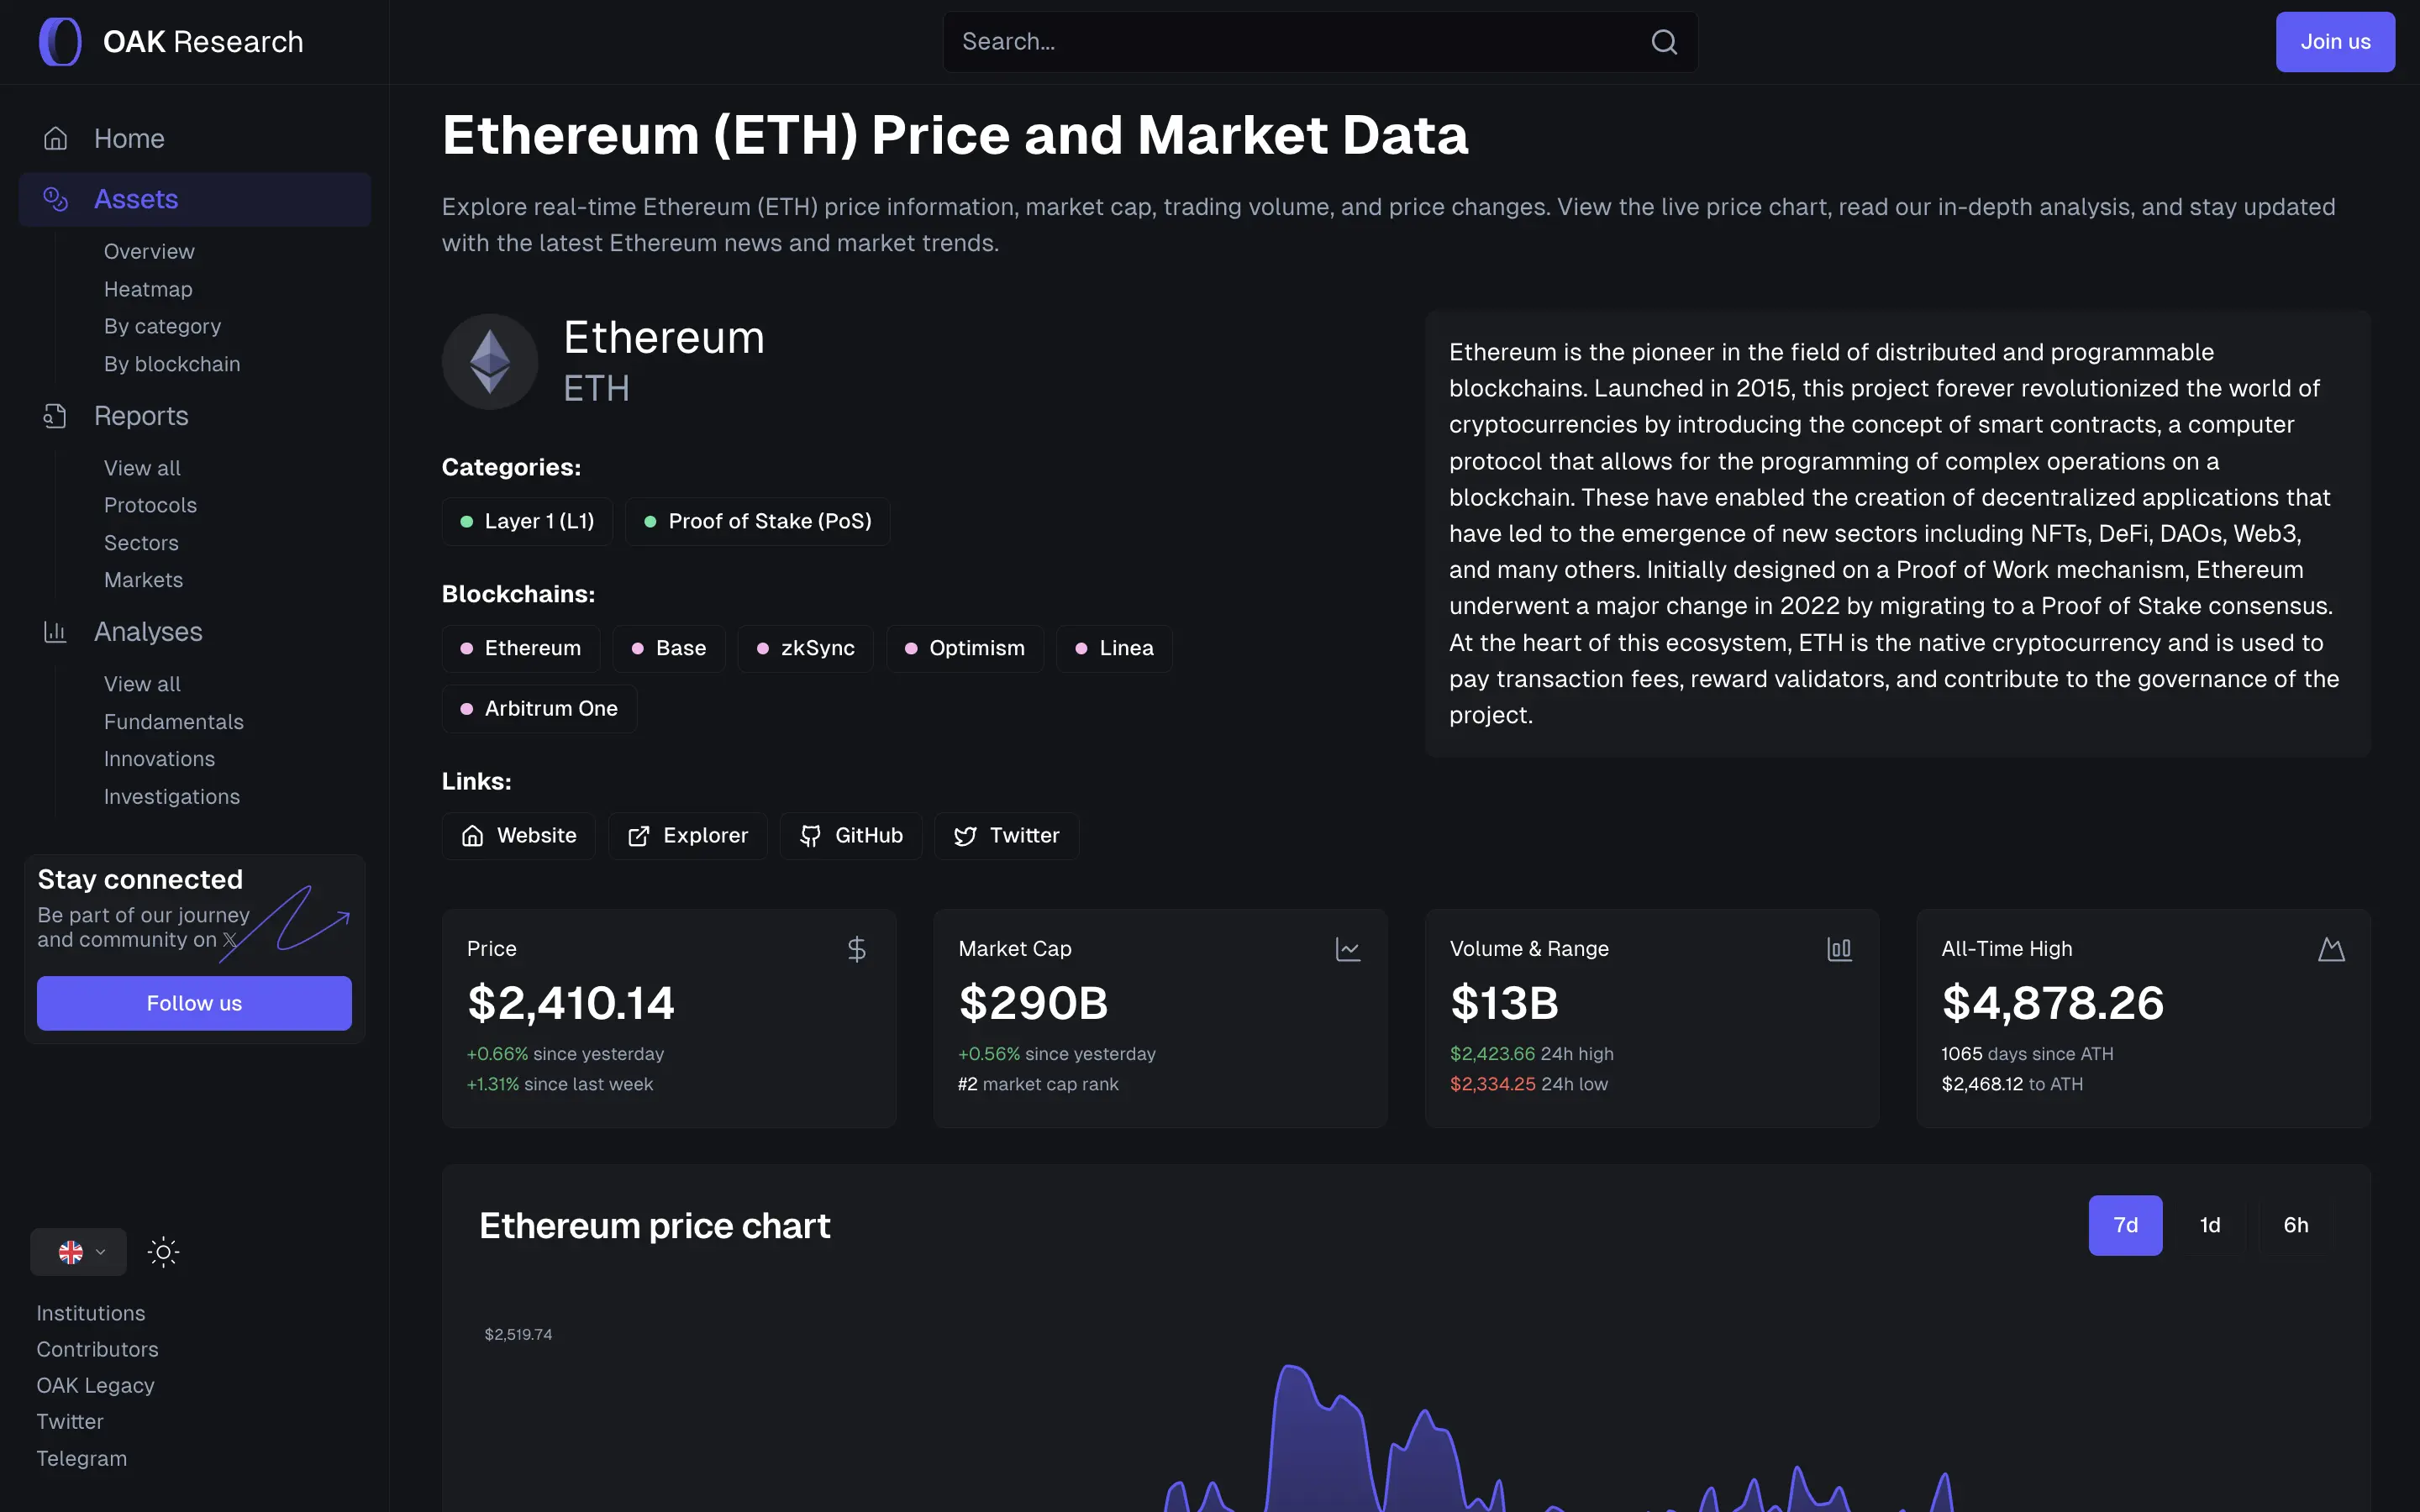 OAK Research
Search...
Join us
Home
Assets
Overview
Heatmap
By category
By blockchain
Reports
View all
Protocols
Sectors
Markets
Analyses
View all
Fundamentals
Innovations
Investigations
Stay connected
Be part of our journey
and community on 𝕏
Follow us
Institutions
Contributors
OAK Legacy
Twitter
Telegram
Ethereum (ETH) Price and Market Data
Explore real-time Ethereum (ETH) price information, market cap, trading volume, and price changes. View the live price chart, read our in-depth analysis, and stay updated
with the latest Ethereum news and market trends.
Ethereum
ETH
Categories:
Layer 1 (L1) Proof of Stake (PoS)
Blockchains:
Ethereum Base zkSync Optimism Linea
Arbitrum One
Links:
Website Explorer GitHub Twitter
Ethereum is the pioneer in the field of distributed and programmable
blockchains. Launched in 2015, this project forever revolutionized the world of
cryptocurrencies by introducing the concept of smart contracts, a computer
protocol that allows for the programming of complex operations on a
blockchain. These have enabled the creation of decentralized applications that
have led to the emergence of new sectors including NFTs, DeFi, DAOs, Web3,
and many others. Initially designed on a Proof of Work mechanism, Ethereum
underwent a major change in 2022 by migrating to a Proof of Stake consensus.
At the heart of this ecosystem, ETH is the native cryptocurrency and is used to
pay transaction fees, reward validators, and contribute to the governance of the
project.
Price
$2,410.14
+0.66% since yesterday
+1.31% since last week
Market Cap
$290B
+0.56% since yesterday
#2 market cap rank
Volume & Range
$13B
$2,423.66 24h high
$2,334.25 24h low
All-Time High
$4,878.26
1065 days since ATH
$2,468.12 to ATH
Ethereum price chart
7d 1d 6h
$2,519.74